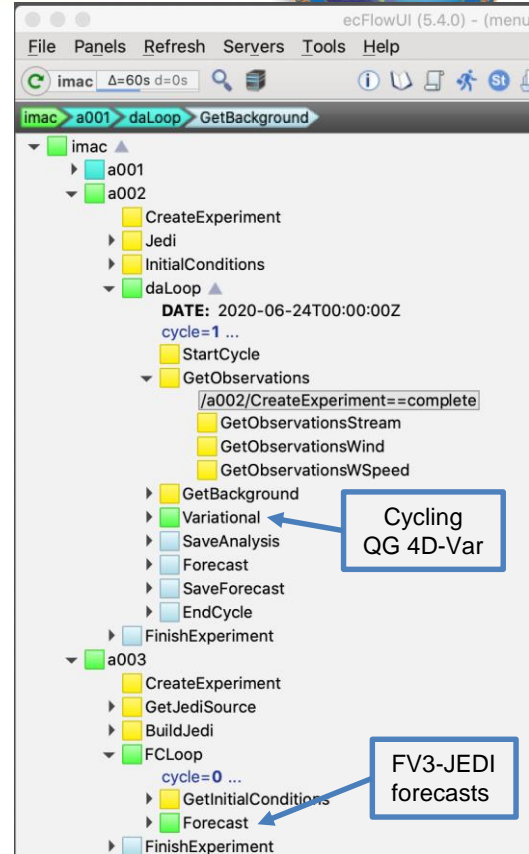 ecFlowUI (5.4.0) - (menu
File Panels Refresh Servers Tools Help
imac Δ=60s d=0s
imac a001 daLoop GetBackground
imac
a001
a002
CreateExperiment
Jedi
InitialConditions
daLoop
DATE: 2020-06-24T00:00:00Z
cycle=1 ...
StartCycle
GetObservations
/a002/CreateExperiment==complete
GetObservationsStream
GetObservationsWind
GetObservationsWSpeed
GetBackground
Variational
Cycling
QG 4D-Var
SaveAnalysis
Forecast
SaveForecast
EndCycle
FinishExperiment
a003
CreateExperiment
GetJediSource
BuildJedi
FCLoop
cycle=0 ...
GetInitialConditions
FV3-JEDI
forecasts
Forecast
FinishExperiment